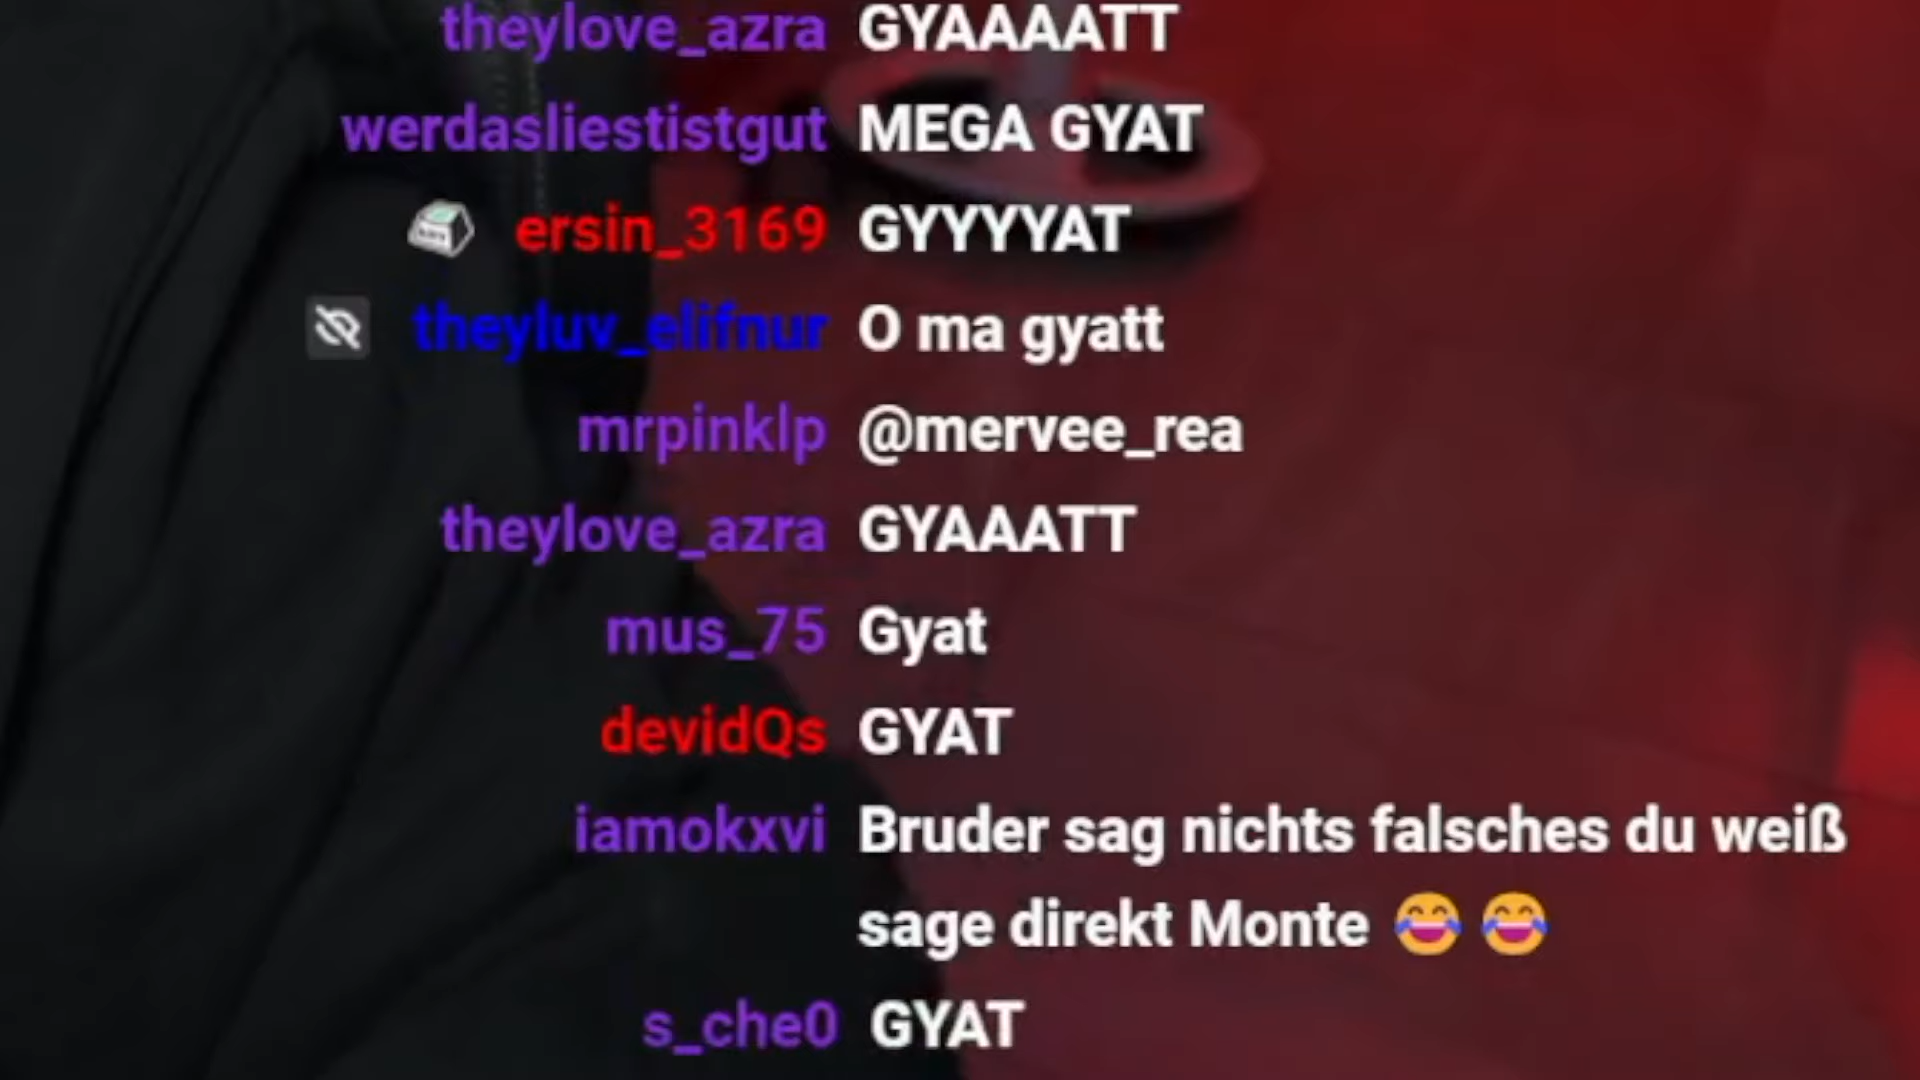 theylove_azra GYAAAATT
werdasliestistgut MEGA GYAT
ersin_3169 GYYYYAT
theyluv_elifnur O ma gyatt
mrpinklp @mervee_rea
theylove_azra GYAAATT
mus_75 Gyat
devidQs GYAT
iamokxvi Bruder sag nichts falsches du weiß
sage direkt Monte 😂 😂
s_che0 GYAT